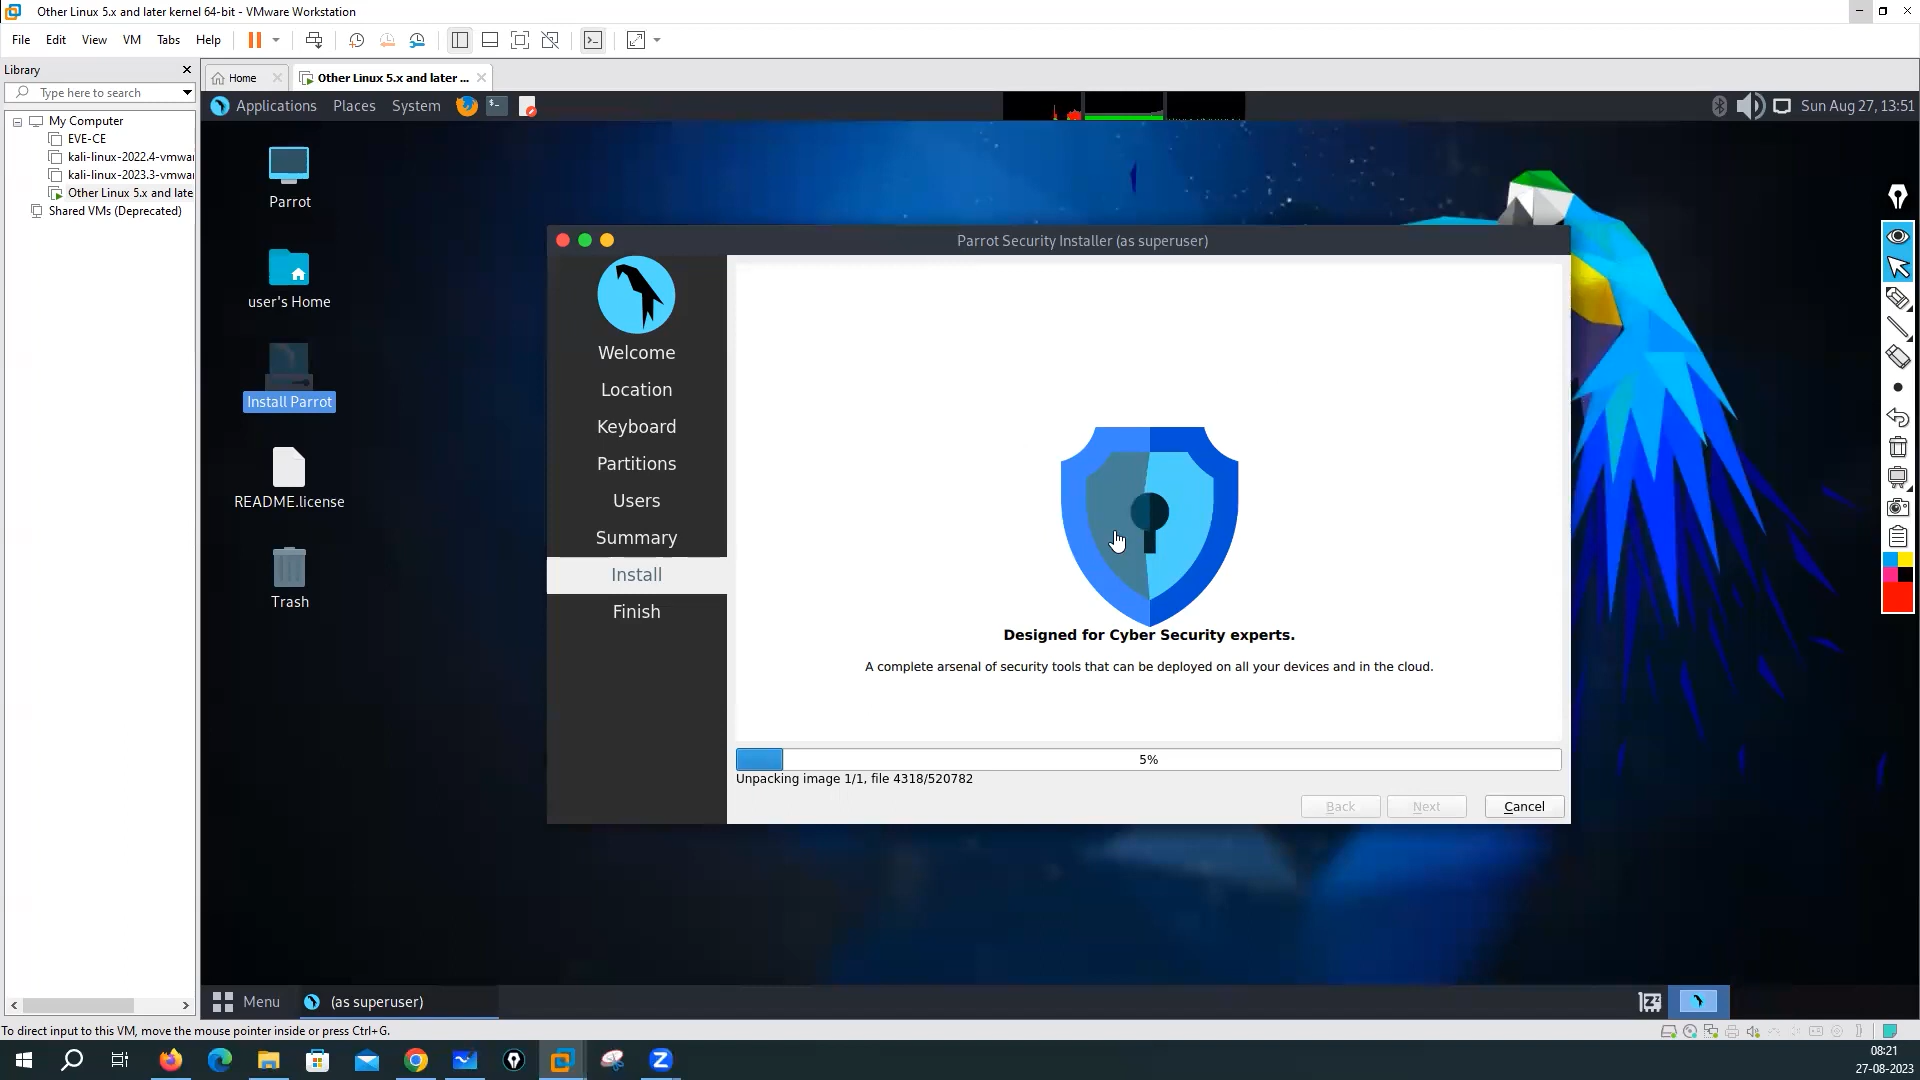 Other Linux 5.x and later kernel 64-bit - VMware Workstation
File Edit View VM Tabs Help
Library
Type here to search
My Computer
EVE-CE
kali-linux-2022.4-vmwar
kali-linux-2023.3-vmwar
Other Linux 5.x and late
Shared VMs (Deprecated)
Home
Other Linux 5.x and later ...
Applications Places System
Sun Aug 27, 13:51
Parrot
user's Home
Install Parrot
README.license
Trash
Parrot Security Installer (as superuser)
Welcome
Location
Keyboard
Partitions
Users
Summary
Install
Finish
Designed for Cyber Security experts.
A complete arsenal of security tools that can be deployed on all your devices and in the cloud.
5%
Unpacking image 1/1, file 4318/520782
Back Next Cancel
Menu (as superuser)
To direct input to this VM, move the mouse pointer inside or press Ctrl+G.
08:21
27-08-2023